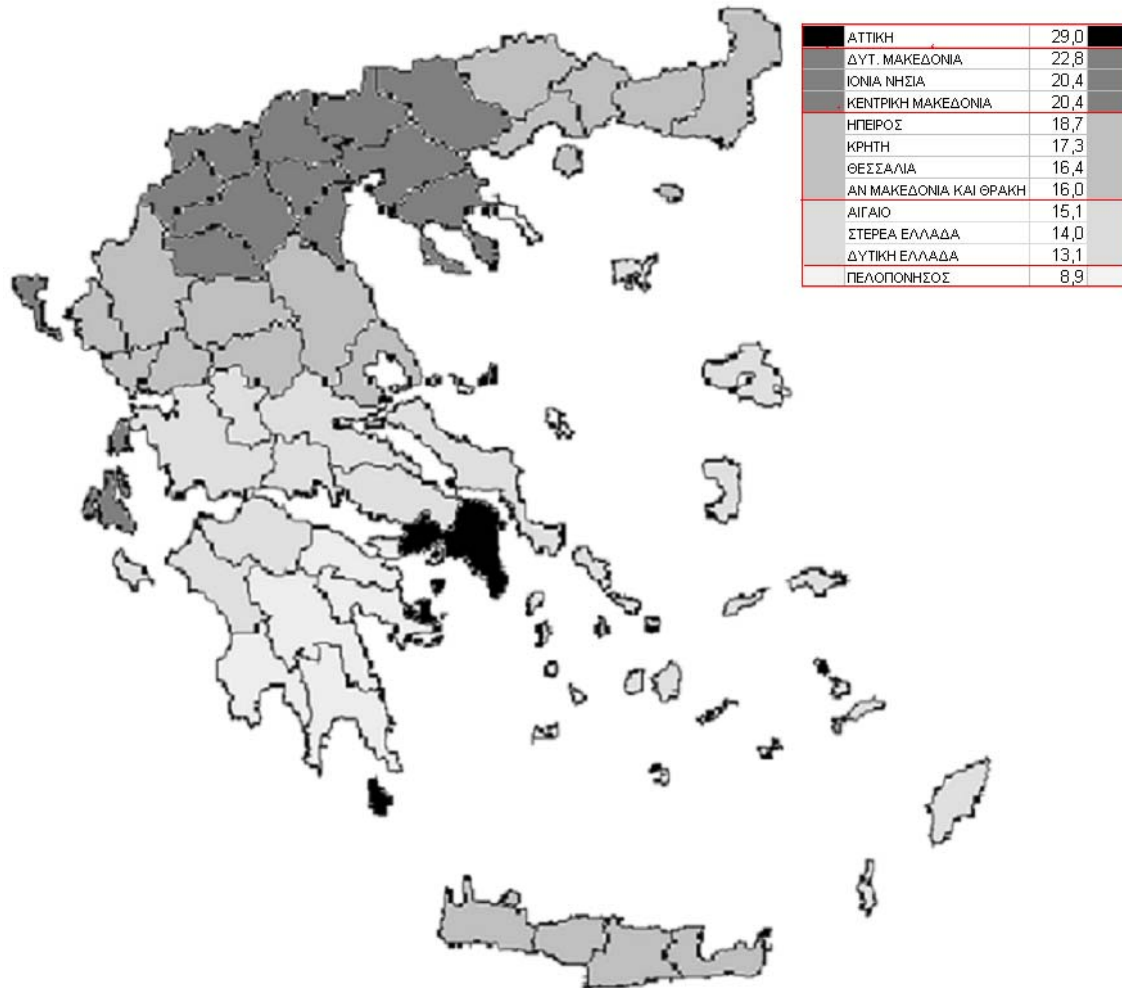 ΑΤΤΙΚΗ 29,0
ΔΥΤ. ΜΑΚΕΔΟΝΙΑ 22,8
ΙΟΝΙΑ ΝΗΣΙΑ 20,4
ΚΕΝΤΡΙΚΗ ΜΑΚΕΔΟΝΙΑ 20,4
ΗΠΕΙΡΟΣ 18,7
ΚΡΗΤΗ 17,3
ΘΕΣΣΑΛΙΑ 16,4
ΑΝ ΜΑΚΕΔΟΝΙΑ ΚΑΙ ΘΡΑΚΗ 16,0
ΑΙΓΑΙΟ 15,1
ΣΤΕΡΕΑ ΕΛΛΑΔΑ 14,0
ΔΥΤΙΚΗ ΕΛΛΑΔΑ 13,1
ΠΕΛΟΠΟΝΗΣΟΣ 8,9